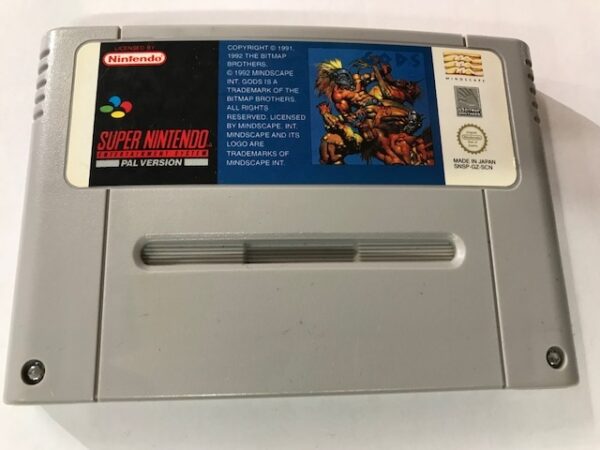 LICENSED BY
Nintendo
SUPER NINTENDO
ENTERTAINMENT SYSTEM
PAL VERSION
COPYRIGHT © 1991,
1992 THE BITMAP
BROTHERS.
© 1992 MINDSCAPE
INT. GODS IS A
TRADEMARK OF THE
BITMAP BROTHERS.
ALL RIGHTS
RESERVED. LICENSED
BY MINDSCAPE, INT.
MINDSCAPE AND ITS
LOGO ARE
TRADEMARKS OF
MINDSCAPE INT.
GODS
MINDSCAPE
Nintendo
MADE IN JAPAN
SNSP-GZ-SCN